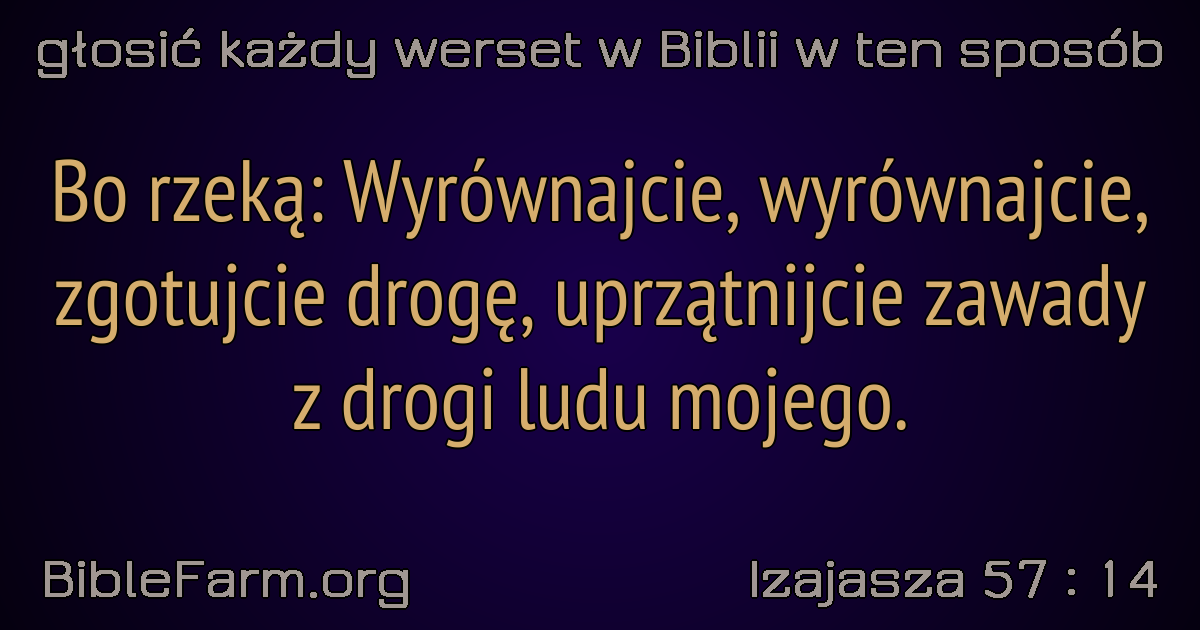 głosić każdy werset w Biblii w ten sposób
Bo rzeką: Wyrównajcie, wyrównajcie,
zgotujcie drogę, uprzątnijcie zawady
z drogi ludu mojego.
BibleFarm.org
Izajasza 57 : 14